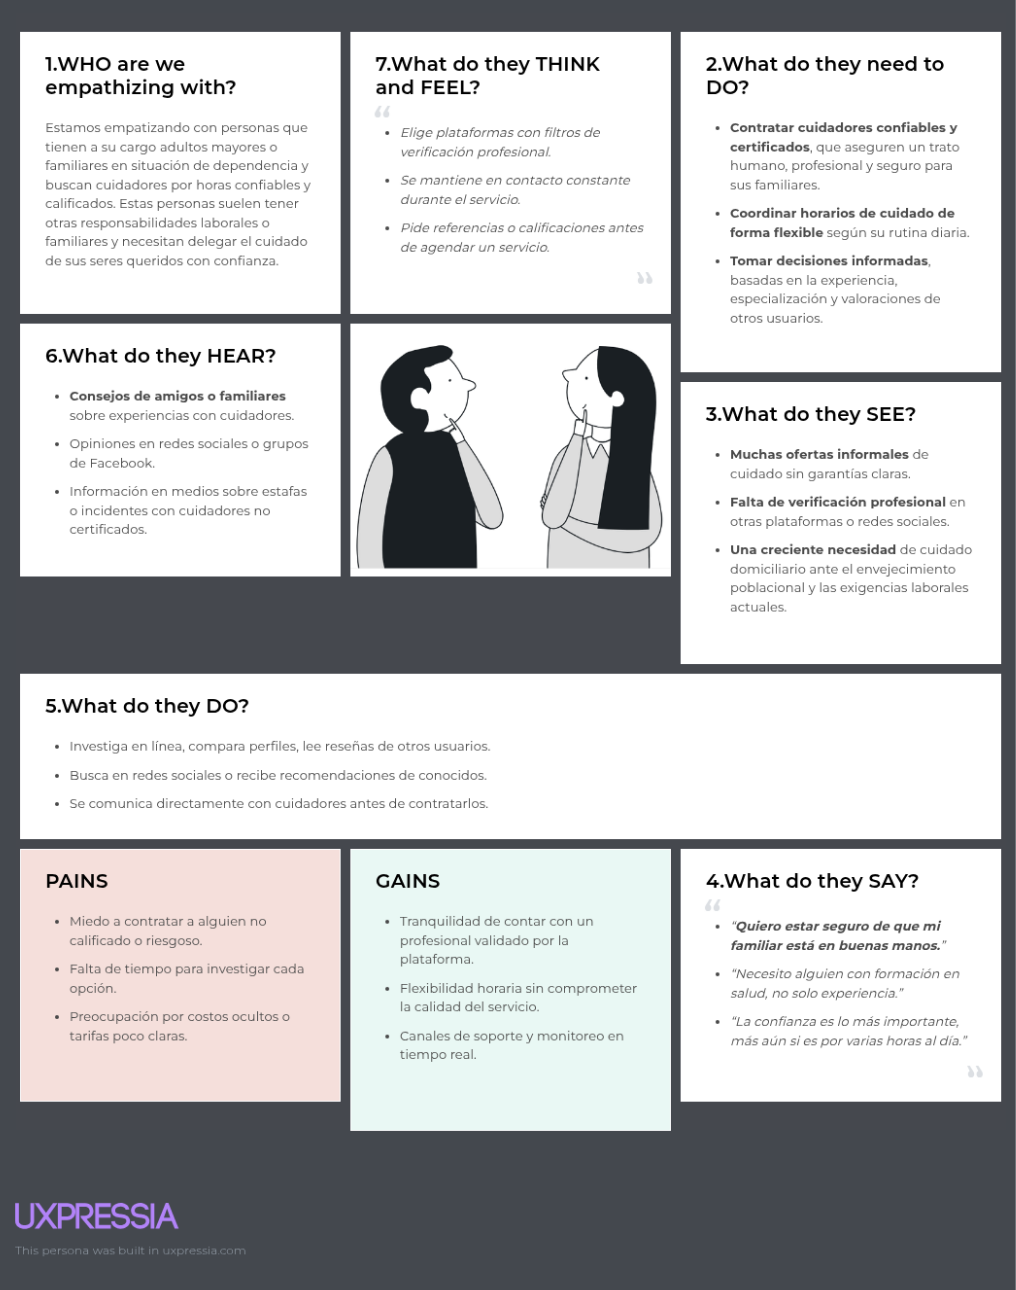 1.WHO are we
empathizing with?
Estamos empatizando con personas que
tienen a su cargo adultos mayores o
familiares en situación de dependencia y
buscan cuidadores por horas confiables y
calificados. Estas personas suelen tener
otras responsabilidades laborales o
familiares y necesitan delegar el cuidado
de sus seres queridos con confianza.
7.What do they THINK
and FEEL?
“
• Elige plataformas con filtros de
verificación profesional.
• Se mantiene en contacto constante
durante el servicio.
• Pide referencias o calificaciones antes
de agendar un servicio.
”
2.What do they need to
DO?
• Contratar cuidadores confiables y
certificados, que aseguren un trato
humano, profesional y seguro para
sus familiares.
• Coordinar horarios de cuidado de
forma flexible según su rutina diaria.
• Tomar decisiones informadas,
basadas en la experiencia,
especialización y valoraciones de
otros usuarios.
6.What do they HEAR?
• Consejos de amigos o familiares
sobre experiencias con cuidadores.
• Opiniones en redes sociales o grupos
de Facebook.
• Información en medios sobre estafas
o incidentes con cuidadores no
certificados.
3.What do they SEE?
• Muchas ofertas informales de
cuidado sin garantías claras.
• Falta de verificación profesional en
otras plataformas o redes sociales.
• Una creciente necesidad de cuidado
domiciliario ante el envejecimiento
poblacional y las exigencias laborales
actuales.
5.What do they DO?
• Investiga en línea, compara perfiles, lee reseñas de otros usuarios.
• Busca en redes sociales o recibe recomendaciones de conocidos.
• Se comunica directamente con cuidadores antes de contratarlos.
PAINS
• Miedo a contratar a alguien no
calificado o riesgoso.
• Falta de tiempo para investigar cada
opción.
• Preocupación por costos ocultos o
tarifas poco claras.
GAINS
• Tranquilidad de contar con un
profesional validado por la
plataforma.
• Flexibilidad horaria sin comprometer
la calidad del servicio.
• Canales de soporte y monitoreo en
tiempo real.
4.What do they SAY?
“
• “Quiero estar seguro de que mi
familiar está en buenas manos.”
• “Necesito alguien con formación en
salud, no solo experiencia.”
• “La confianza es lo más importante,
más aún si es por varias horas al día.”
”
UXPRESSIA
This persona was built in uxpressia.com